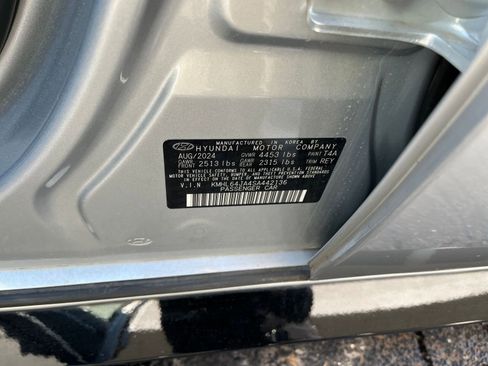 MANUFACTURED IN KOREA BY
HYUNDAI MOTOR COMPANY
AUG/2024 GVWR 4453 lbs PAINT T4A
GAWR FRONT 2513 lbs GAWR REAR 2315 lbs TRIM REY
THIS VEHICLE CONFORMS TO ALL APPLICABLE U.S.A. FEDERAL
MOTOR VEHICLE SAFETY, BUMPER, AND THEFT PREVENTION STANDARDS
IN EFFECT ON THE DATE OF MANUFACTURE SHOWN ABOVE.
V.I.N KMHL64JA4SA442136
PASSENGER CAR